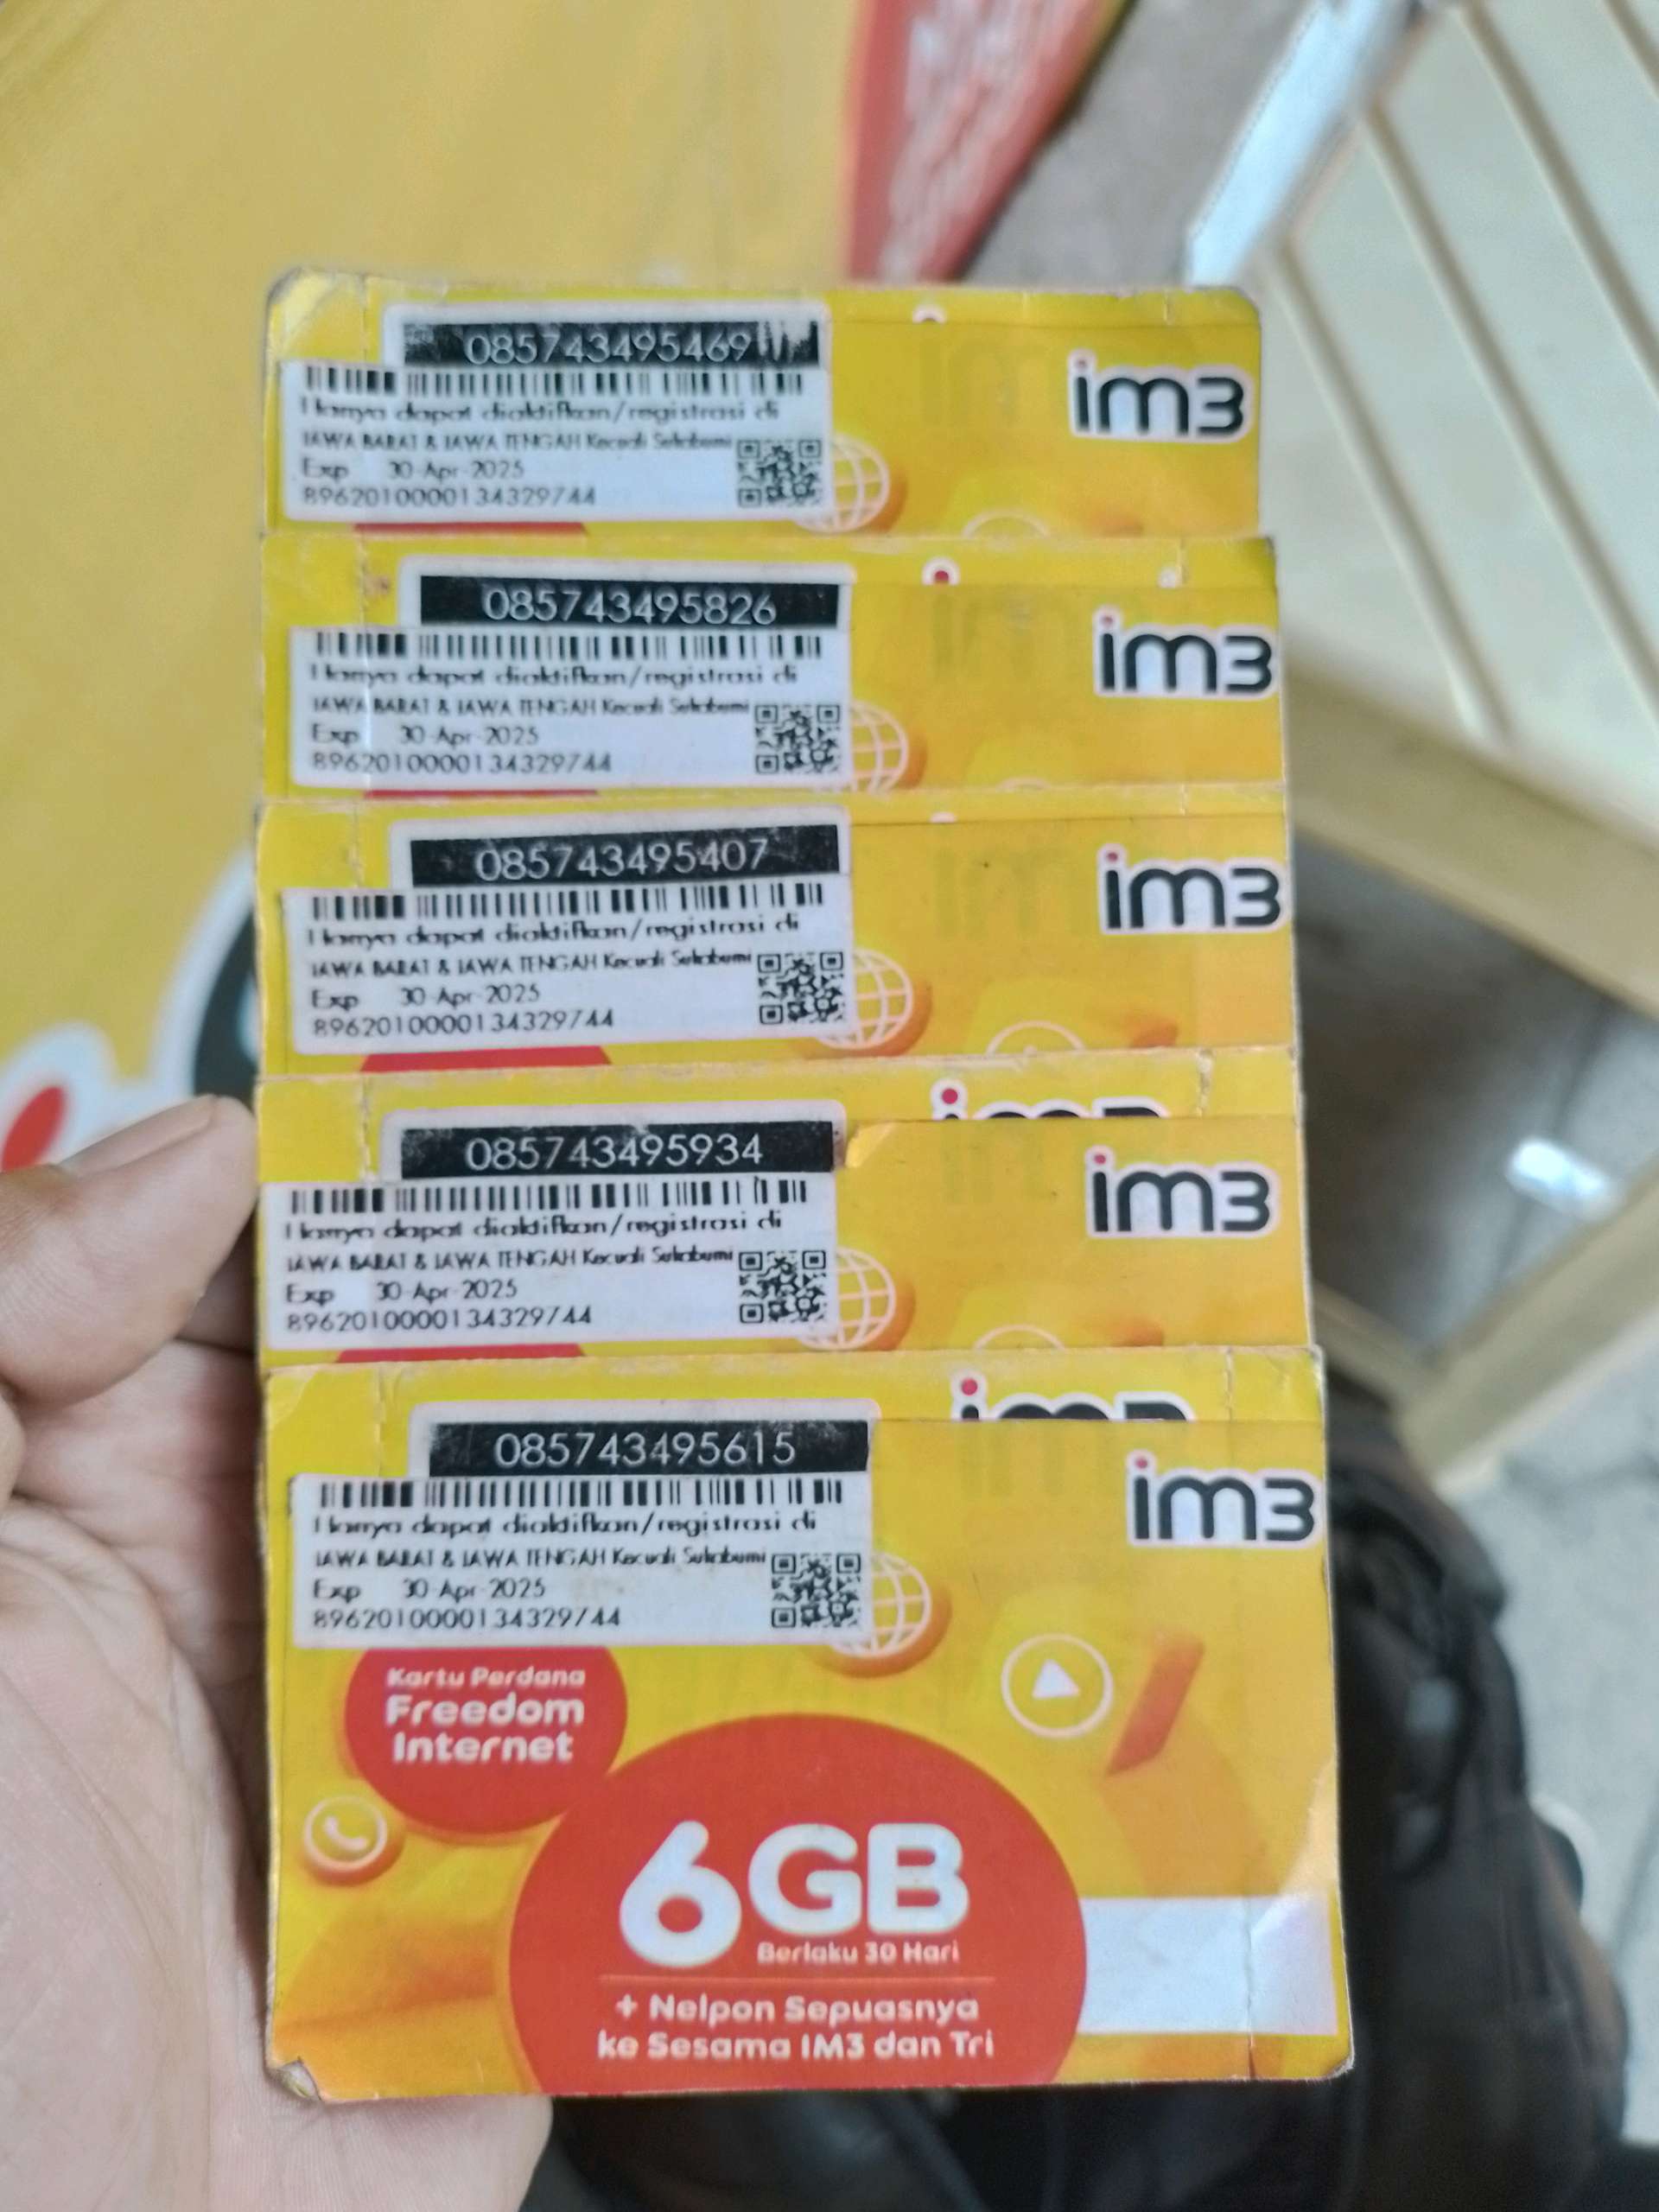 085743495469
im3
Hanya dapat diaktifkan/registrasi di
JAWA BARAT & JAWA TENGAH Kecuali Sukabumi
Exp 30-Apr-2025
8962010000134329744
085743495826
im3
Hanya dapat diaktifkan/registrasi di
JAWA BARAT & JAWA TENGAH Kecuali Sukabumi
Exp 30-Apr-2025
8962010000134329744
085743495407
im3
Hanya dapat diaktifkan/registrasi di
JAWA BARAT & JAWA TENGAH Kecuali Sukabumi
Exp 30-Apr-2025
8962010000134329744
085743495934
im3
Hanya dapat diaktifkan/registrasi di
JAWA BARAT & JAWA TENGAH Kecuali Sukabumi
Exp 30-Apr-2025
8962010000134329744
im3
085743495615
im3
Hanya dapat diaktifkan/registrasi di
JAWA BARAT & JAWA TENGAH Kecuali Sukabumi
Exp 30-Apr-2025
8962010000134329744
Kartu Perdana
Freedom
Internet
6GB
Berlaku 30 Hari
+ Nelpon Sepuasnya
ke Sesama IM3 dan Tri